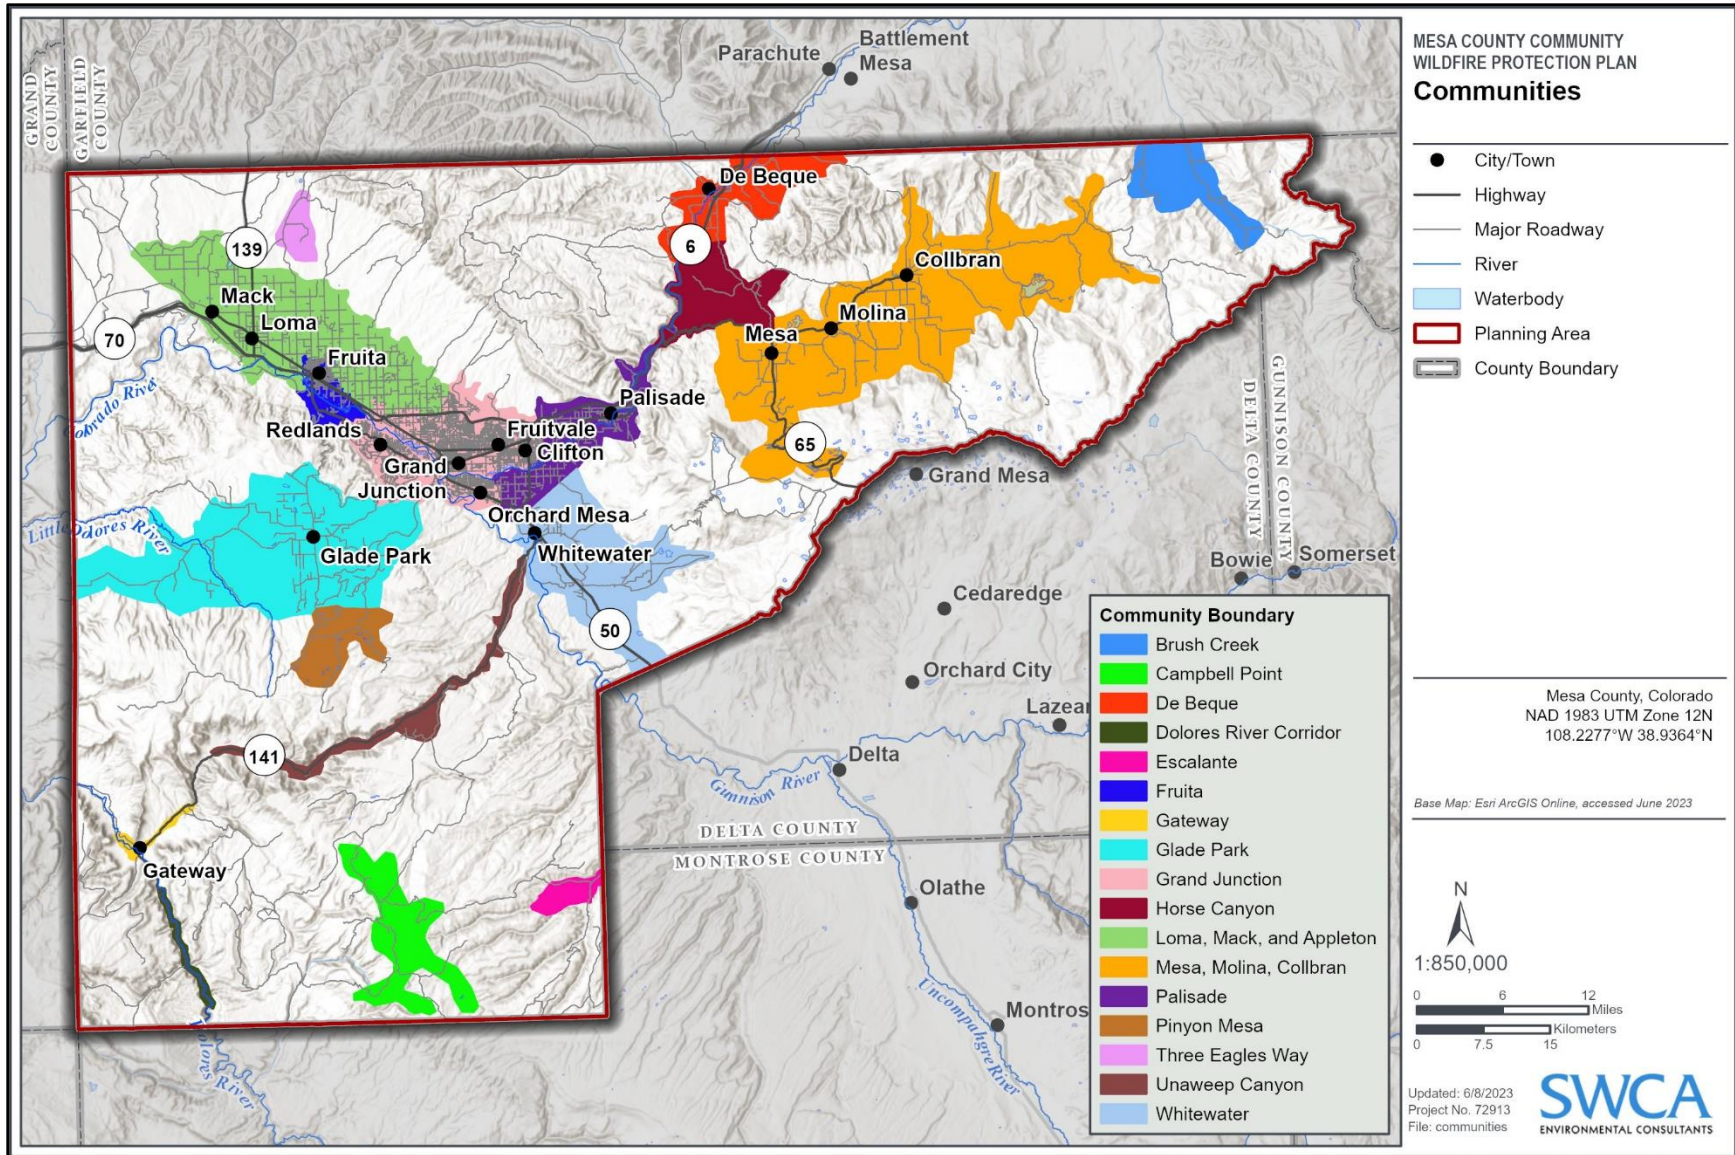 Battlement
Mesa
Parachute
GRAND
COUNTY
GARFIELD
COUNTY
De Beque
139
6
Collbran
Mack
Molina
70
Loma
Mesa
Fruita
Colorado River
Palisade
DELTA COUNTY
GUNNISON COUNTY
Redlands
Fruitvale
Clifton
65
Grand
Junction
Grand Mesa
Orchard Mesa
Little Dolores River
Glade Park
Whitewater
Bowie
Somerset
Cedaredge
50
Orchard City
Lazear
141
Delta
Gunnison River
DELTA COUNTY
MONTROSE COUNTY
Gateway
Olathe
Uncompahgre River
Montros
Dolores River
Community Boundary
Brush Creek
Campbell Point
De Beque
Dolores River Corridor
Escalante
Fruita
Gateway
Glade Park
Grand Junction
Horse Canyon
Loma, Mack, and Appleton
Mesa, Molina, Collbran
Palisade
Pinyon Mesa
Three Eagles Way
Unaweep Canyon
Whitewater
MESA COUNTY COMMUNITY
WILDFIRE PROTECTION PLAN
Communities
City/Town
Highway
Major Roadway
River
Waterbody
Planning Area
County Boundary
Mesa County, Colorado
NAD 1983 UTM Zone 12N
108.2277°W 38.9364°N
Base Map: Esri ArcGIS Online, accessed June 2023
N
1:850,000
0 6 12
Miles
Kilometers
0 7.5 15
Updated: 6/8/2023
Project No. 72913
File: communities
SWCA
ENVIRONMENTAL CONSULTANTS